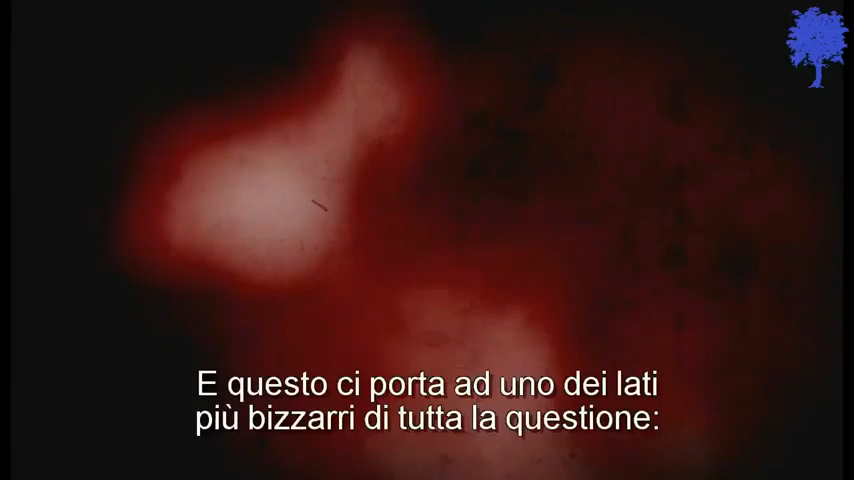 E questo ci porta ad uno dei lati
più bizzarri di tutta la questione: